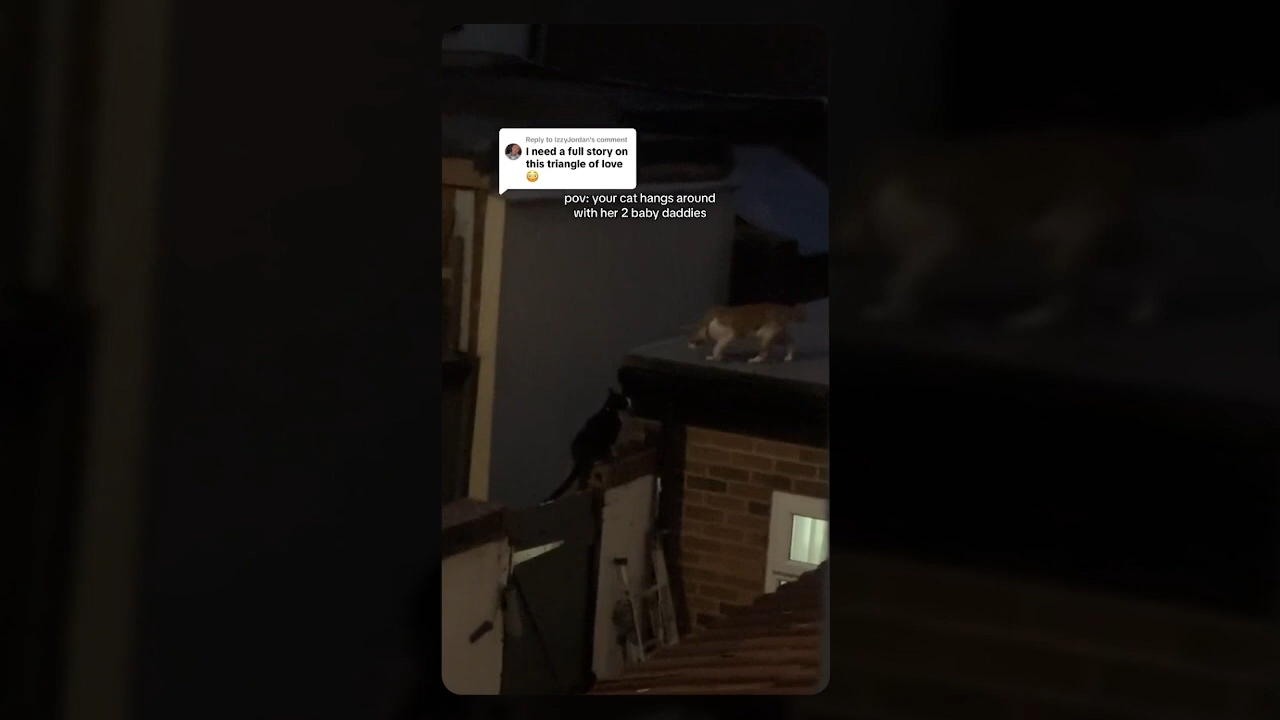 Reply to IzzyJordan's comment
I need a full story on
this triangle of love
😳
pov: your cat hangs around
with her 2 baby daddies